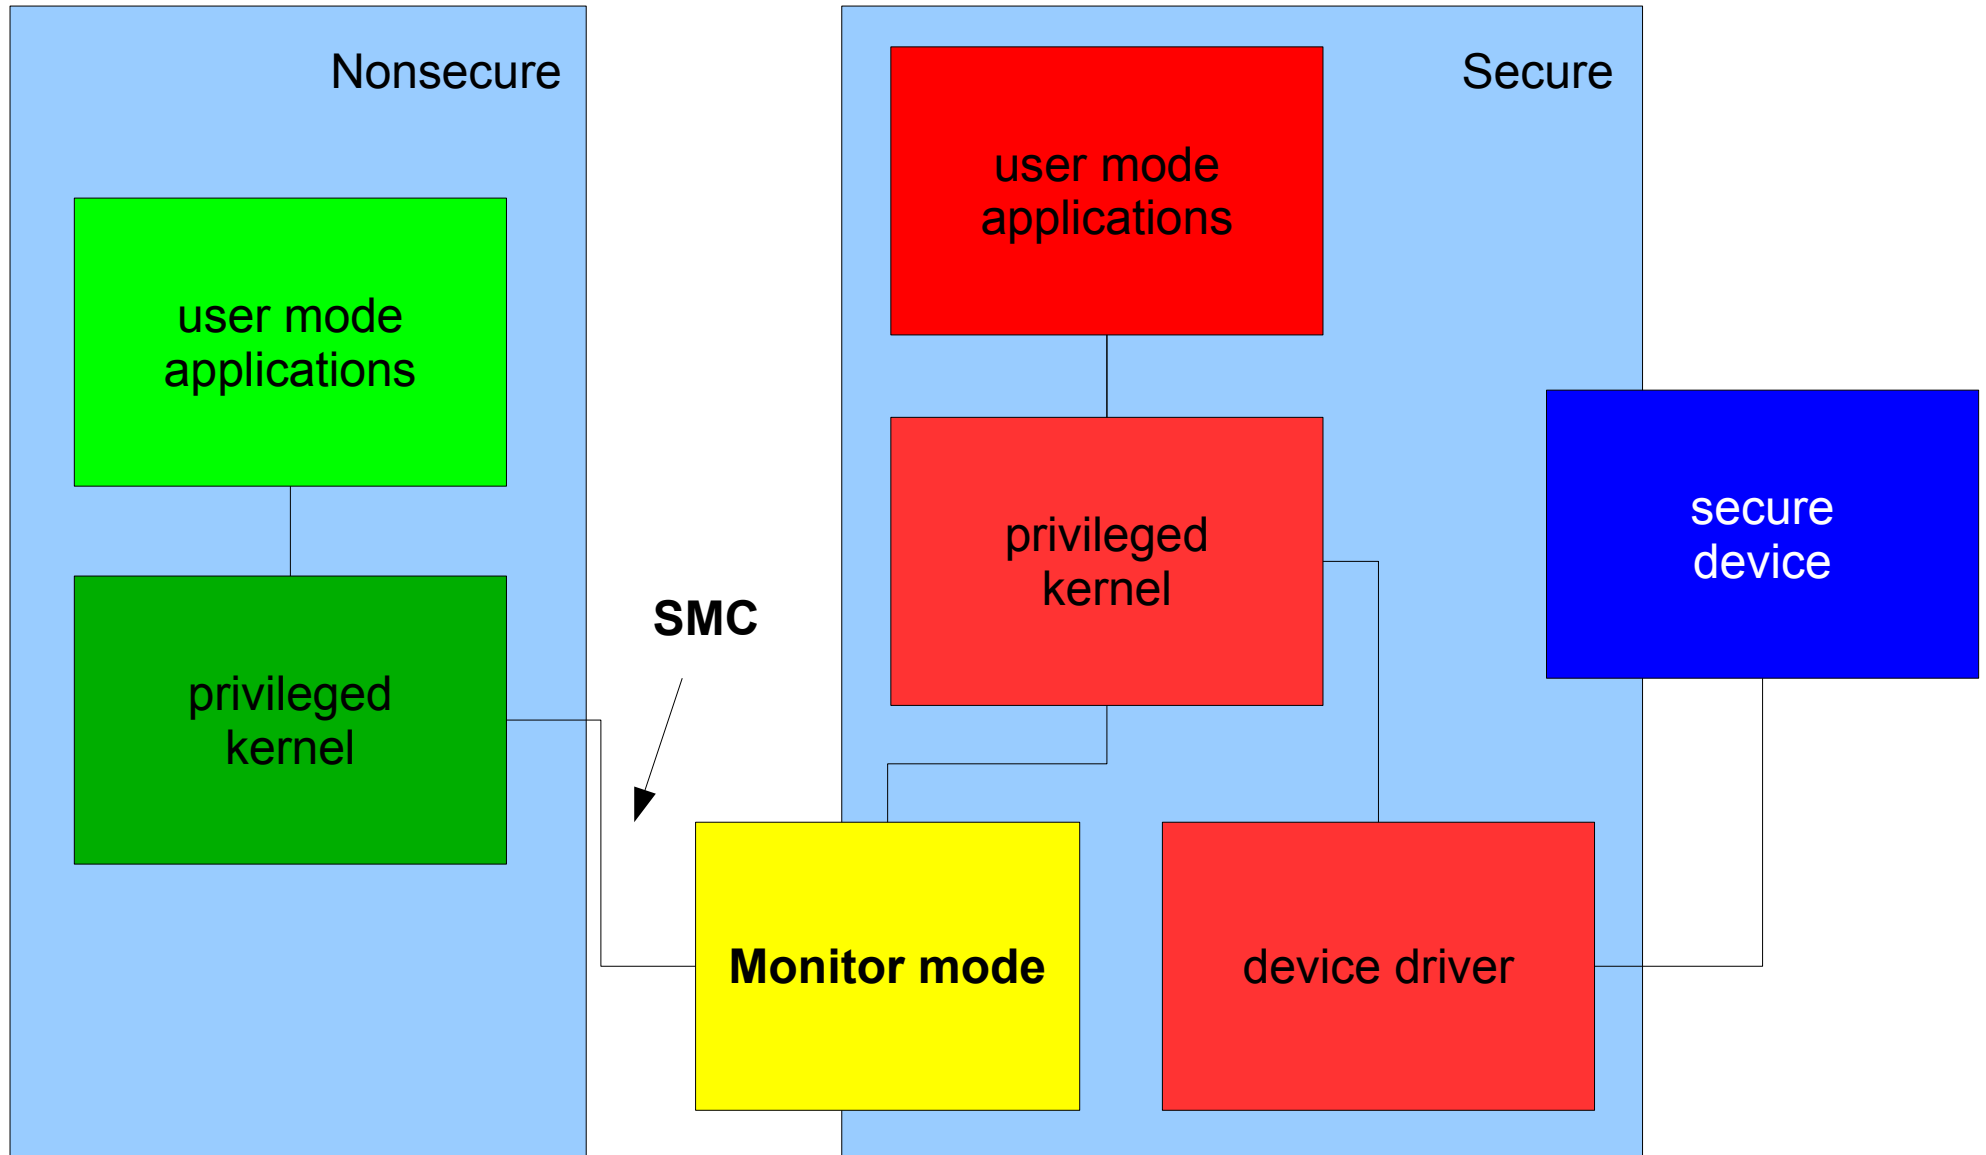 Nonsecure
user mode
applications
privileged
kernel
SMC
Monitor mode
Secure
user mode
applications
privileged
kernel
device driver
secure
device